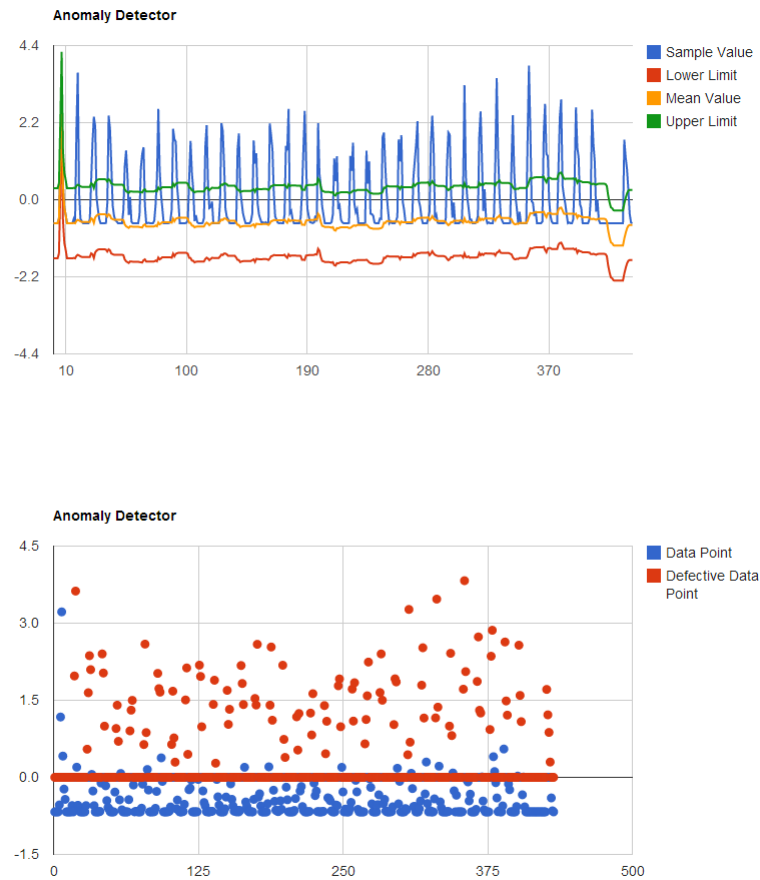 Anomaly Detector
4.4
2.2
0.0
-2.2
-4.4
10 100 190 280 370
Sample Value
Lower Limit
Mean Value
Upper Limit
Anomaly Detector
4.5
3.0
1.5
0.0
-1.5
0 125 250 375 500
Data Point
Defective Data
Point